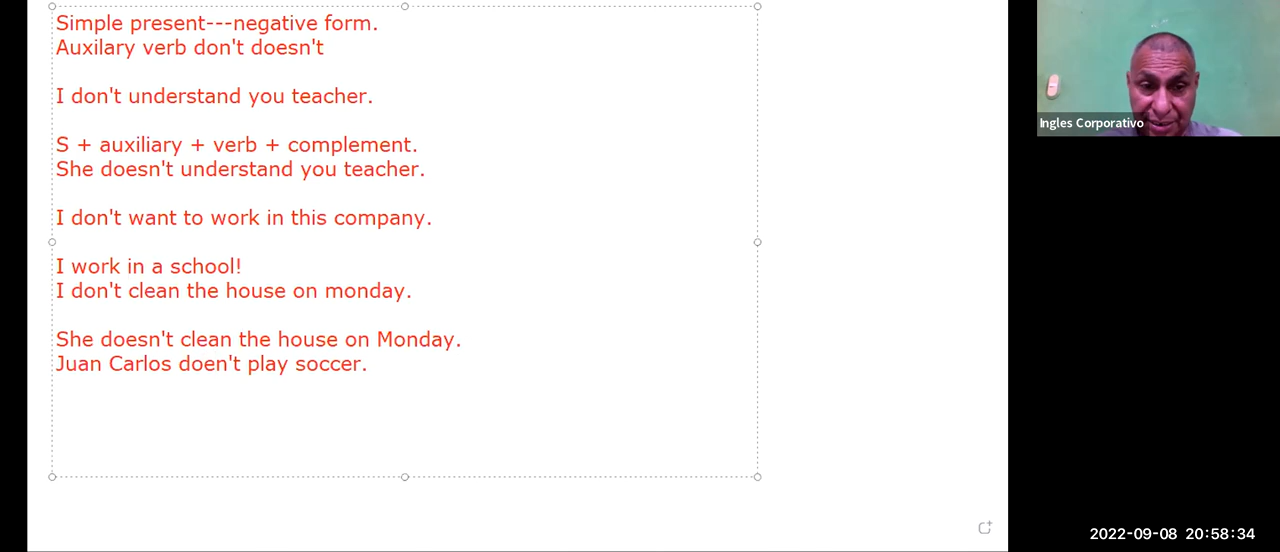 Simple present---negative form.
Auxilary verb don't doesn't
I don't understand you teacher.
S + auxiliary + verb + complement.
She doesn't understand you teacher.
I don't want to work in this company.
I work in a school!
I don't clean the house on monday.
She doesn't clean the house on Monday.
Juan Carlos doen't play soccer.
Ingles Corporativo
2022-09-08 20:58:34